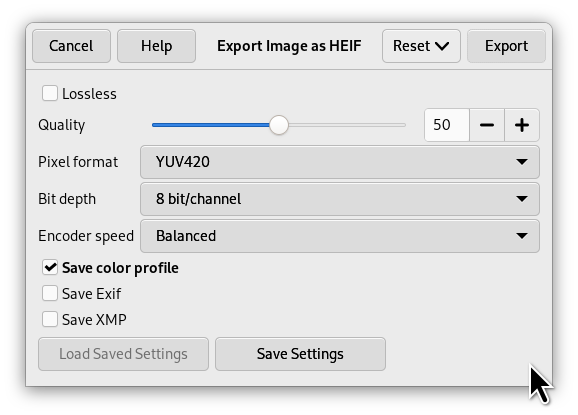 Cancel Help Export Image as HEIF Reset Export
Lossless
Quality 50
Pixel format YUV420
Bit depth 8 bit/channel
Encoder speed Balanced
Save color profile
Save Exif
Save XMP
Load Saved Settings Save Settings